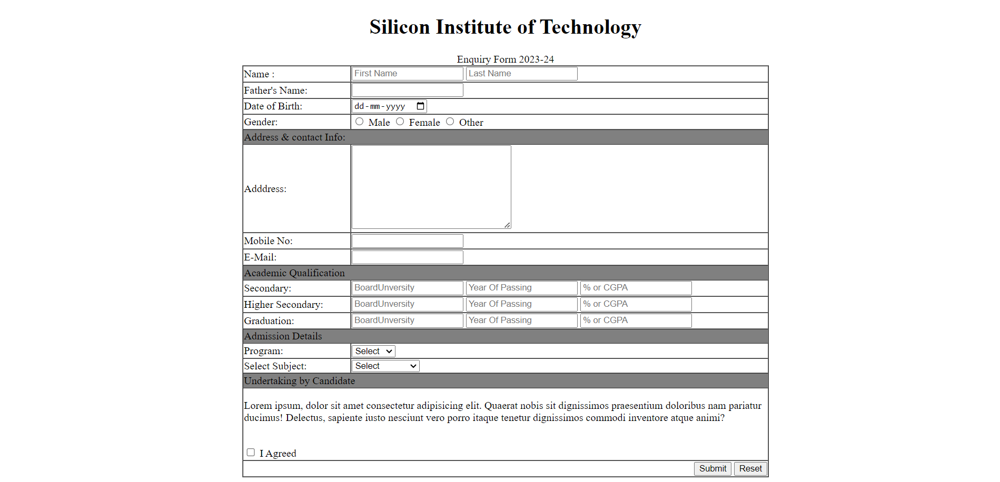 Silicon Institute of Technology
Enquiry Form 2023-24
Name : First Name Last Name
Father's Name:
Date of Birth: dd-mm-yyyy
Gender: Male Female Other
Address & contact Info:
Adddress:
Mobile No:
E-Mail:
Academic Qualification
Secondary: BoardUnversity Year Of Passing % or CGPA
Higher Secondary: BoardUnversity Year Of Passing % or CGPA
Graduation: BoardUnversity Year Of Passing % or CGPA
Admission Details
Program: Select
Select Subject: Select
Undertaking by Candidate
Lorem ipsum, dolor sit amet consectetur adipisicing elit. Quaerat nobis sit dignissimos praesentium doloribus nam pariatur
ducimus! Delectus, sapiente iusto nesciunt vero porro itaque tenetur dignissimos commodi inventore atque animi?
I Agreed
Submit Reset